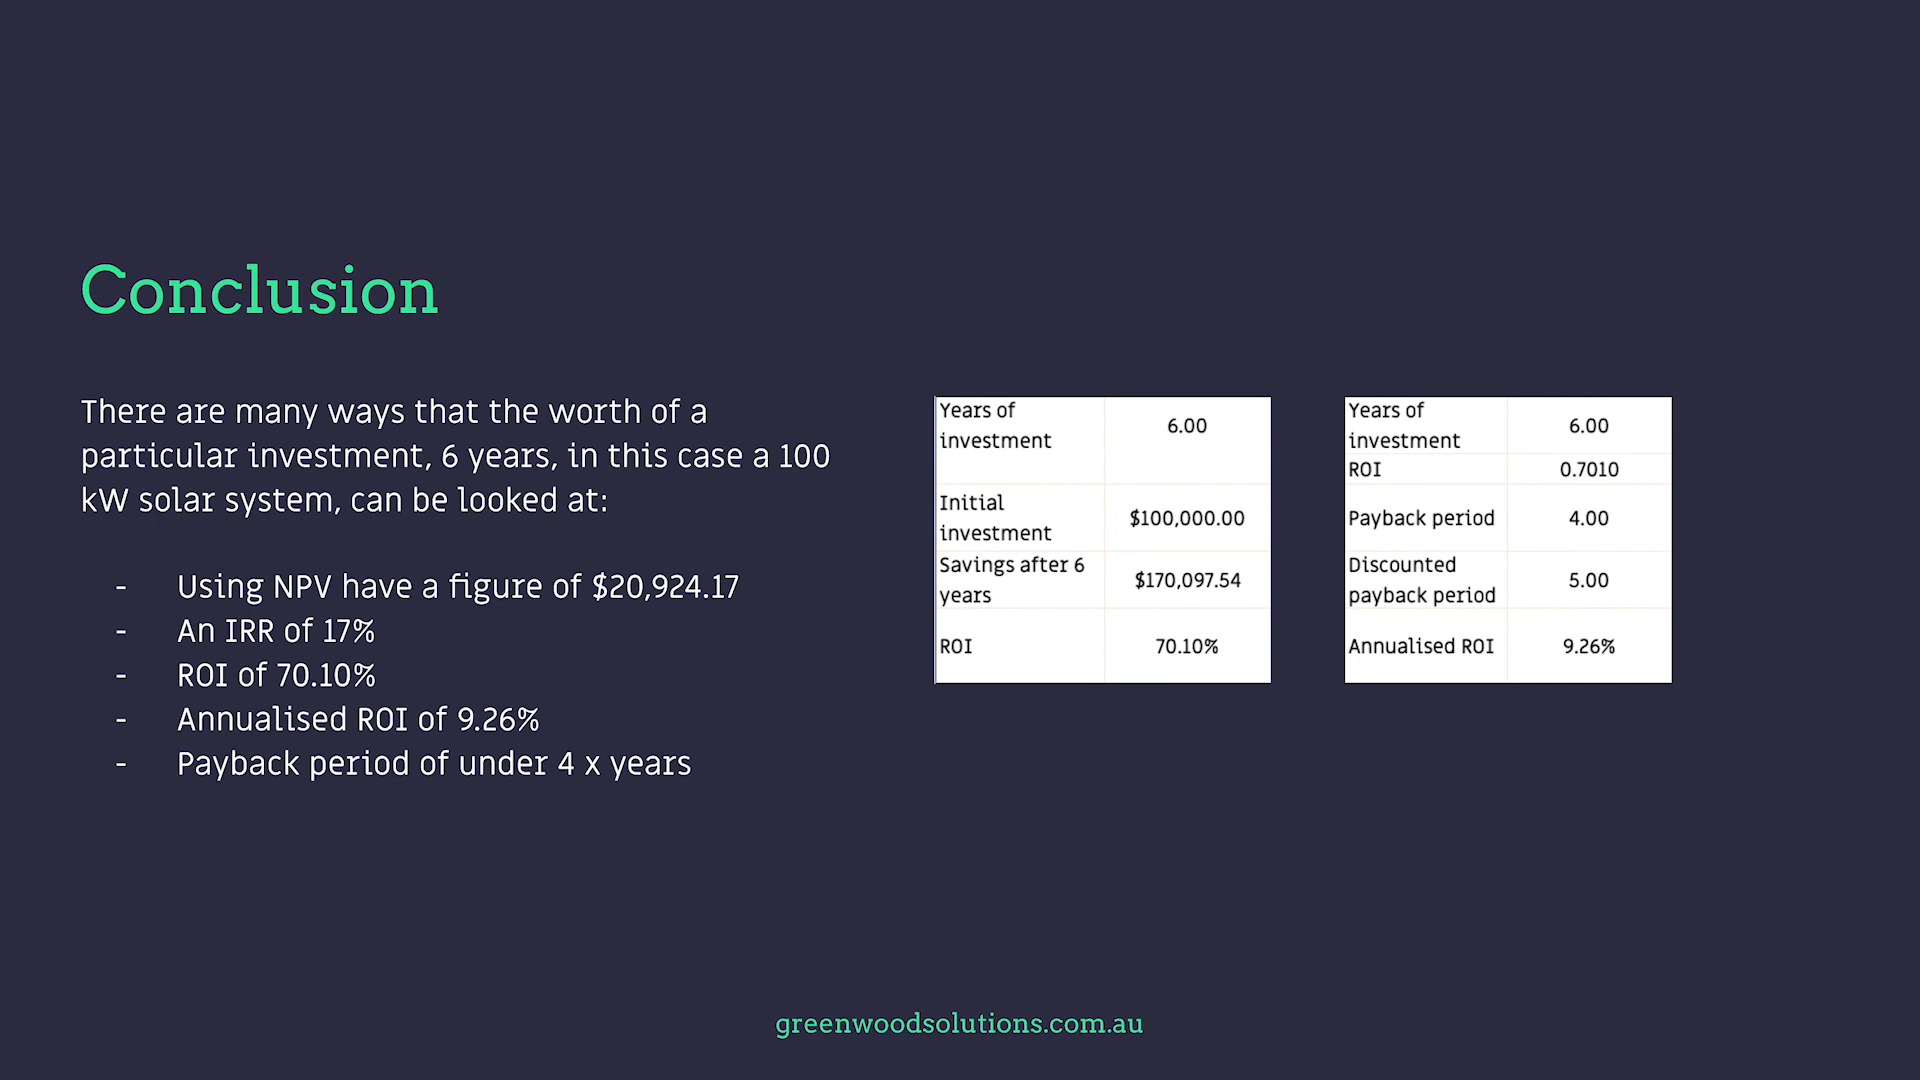 Conclusion
There are many ways that the worth of a
particular investment, 6 years, in this case a 100
kW solar system, can be looked at:
- Using NPV have a figure of $20,924.17
- An IRR of 17%
- ROI of 70.10%
- Annualised ROI of 9.26%
- Payback period of under 4 x years
Years of
investment 6.00
Initial
investment $100,000.00
Savings after 6
years $170,097.54
ROI 70.10%
Years of
investment 6.00
ROI 0.7010
Payback period 4.00
Discounted
payback period 5.00
Annualised ROI 9.26%
greenwoodsolutions.com.au